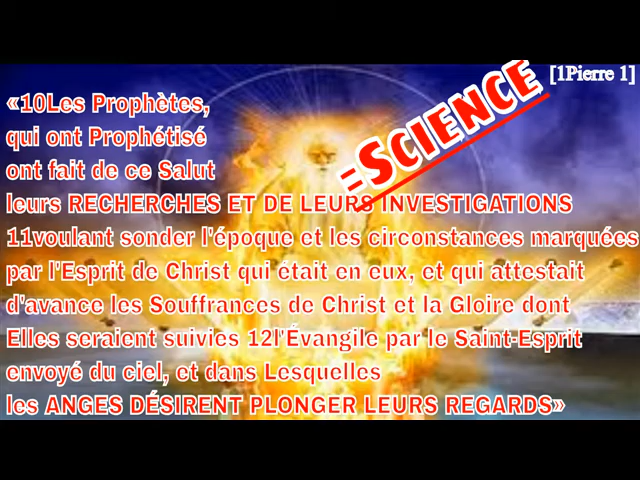 [1Pierre 1]
=SCIENCE
«10Les Prophètes,
qui ont Prophétisé
ont fait de ce Salut
leurs RECHERCHES ET DE LEURS INVESTIGATIONS
11voulant sonder l'époque et les circonstances marquées
par l'Esprit de Christ qui était en eux, et qui attestait
d'avance les Souffrances de Christ et la Gloire dont
Elles seraient suivies 12l'Évangile par le Saint-Esprit
envoyé du ciel, et dans Lesquelles
les ANGES DÉSIRENT PLONGER LEURS REGARDS»